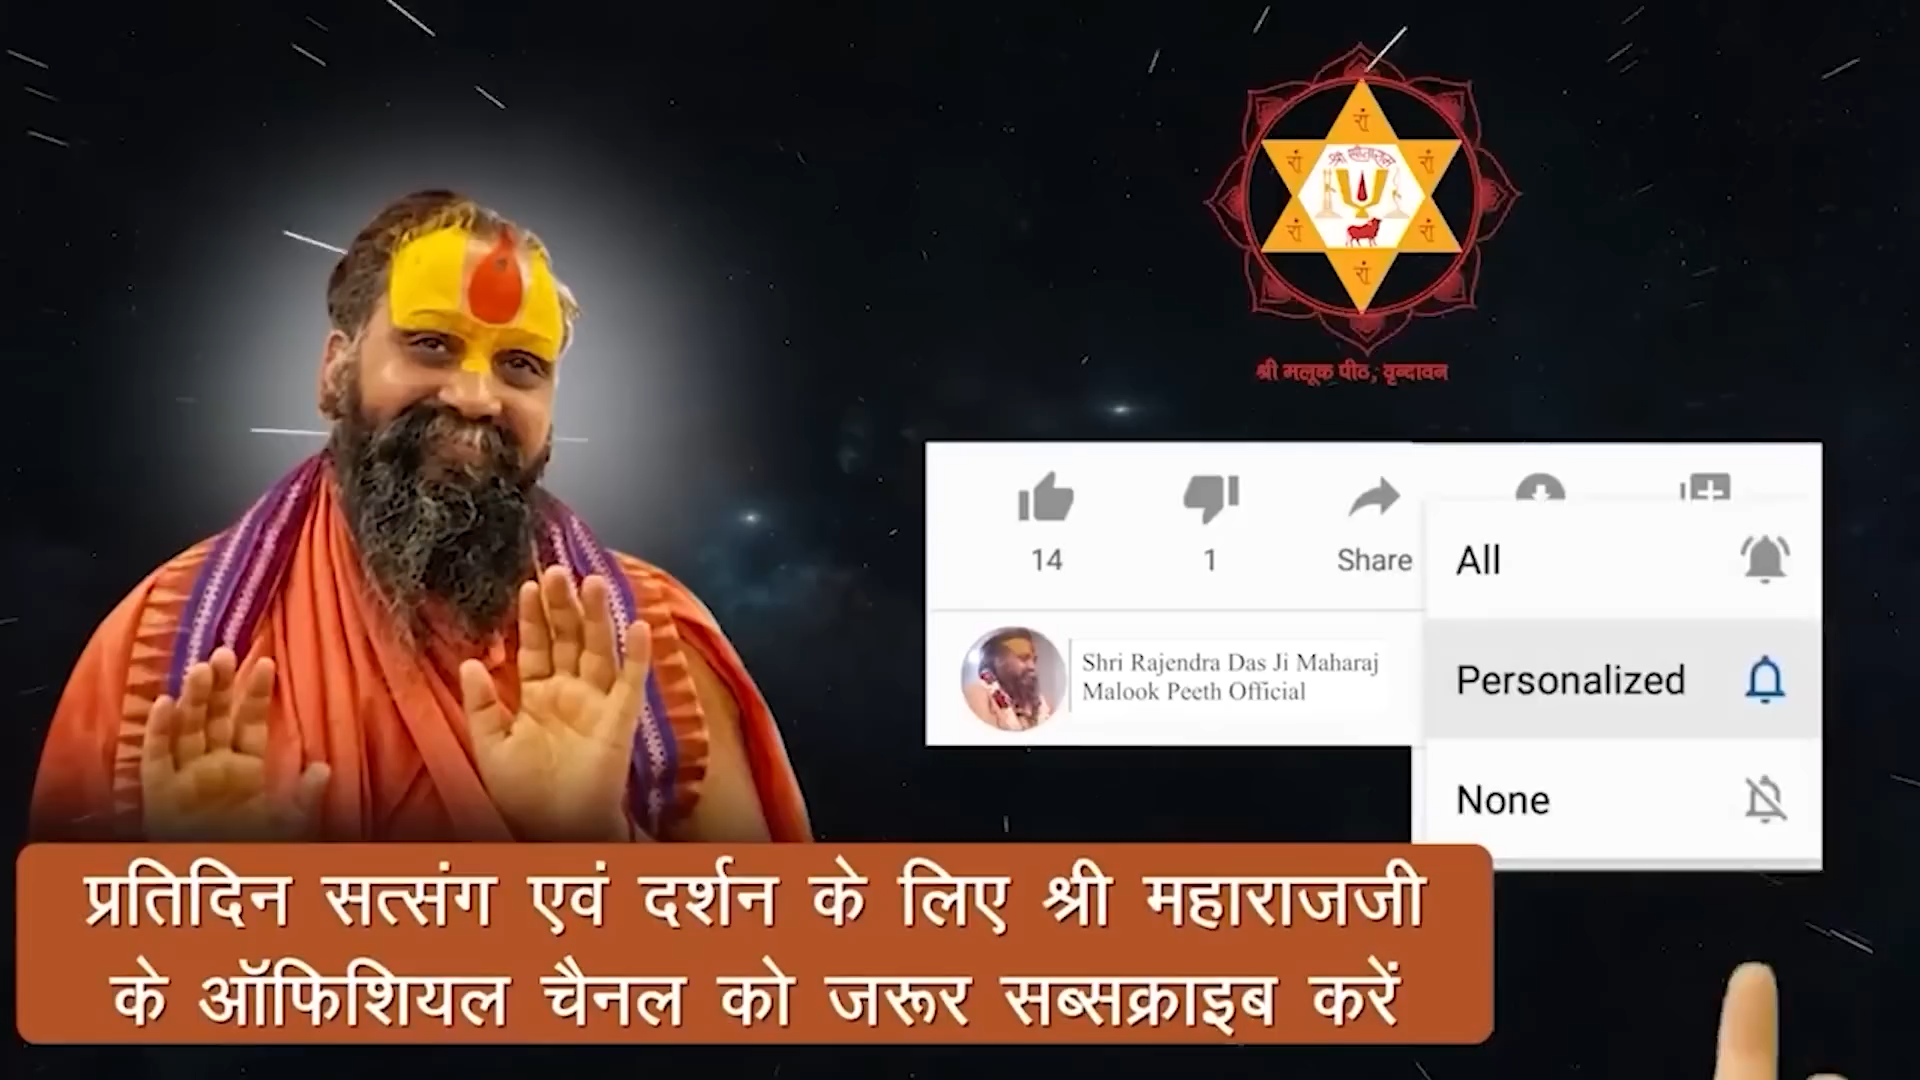 रां
रां
रां
श्री सीताराम
रां
रां
रां
श्री मलूक पीठ, वृन्दावन
14
1
Share
All
Shri Rajendra Das Ji Maharaj
Malook Peeth Official
Personalized
None
प्रतिदिन सत्संग एवं दर्शन के लिए श्री महाराजजी
के ऑफिशियल चैनल को जरूर सब्सक्राइब करें